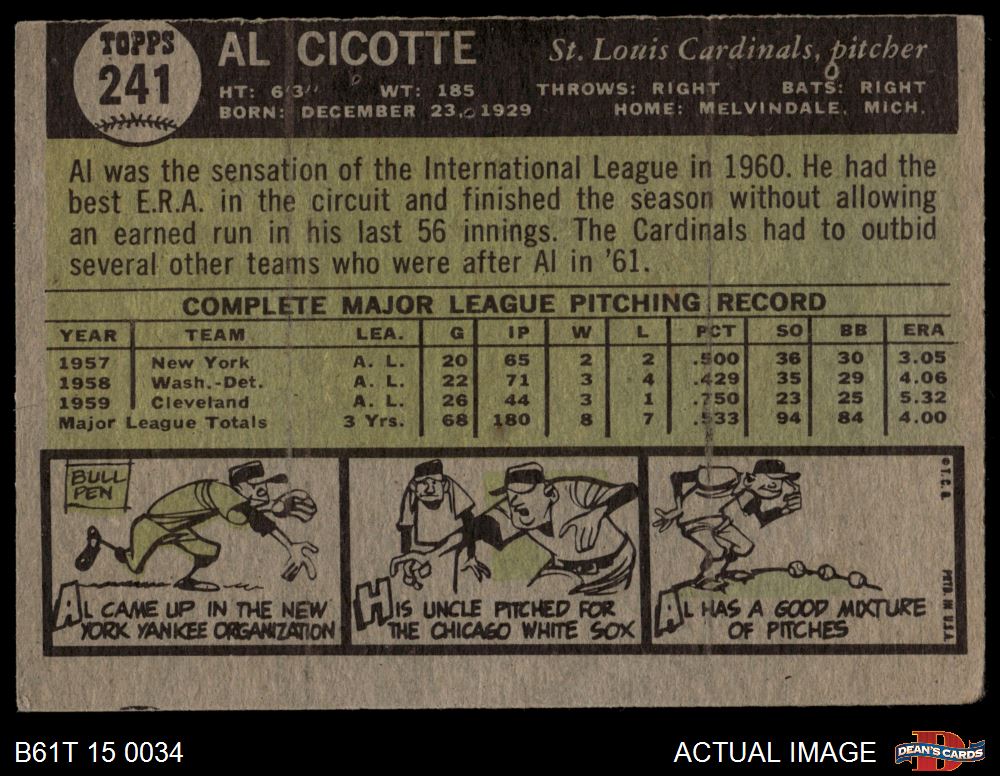 TOPPS
241
AL CICOTTE
St. Louis Cardinals, pitcher
HT: 6'3" WT: 185 THROWS: RIGHT BATS: RIGHT
BORN: DECEMBER 23, 1929 HOME: MELVINDALE, MICH.
Al was the sensation of the International League in 1960. He had the
best E.R.A. in the circuit and finished the season without allowing
an earned run in his last 56 innings. The Cardinals had to outbid
several other teams who were after Al in '61.
COMPLETE MAJOR LEAGUE PITCHING RECORD
YEAR TEAM LEA. G IP W L PCT SO BB ERA
1957 New York A. L. 20 65 2 2 .500 36 30 3.05
1958 Wash.-Det. A. L. 22 71 3 4 .429 35 29 4.06
1959 Cleveland A. L. 26 44 3 1 .750 23 25 5.32
Major League Totals 3 Yrs. 68 180 8 7 .533 94 84 4.00
BULL
PEN
AL CAME UP IN THE NEW
YORK YANKEE ORGANIZATION
HIS UNCLE PITCHED FOR
THE CHICAGO WHITE SOX
AL HAS A GOOD MIXTURE
OF PITCHES
© T.C.G.
PRTD. IN U.S.A.
B61T 15 0034
ACTUAL IMAGE
DEAN'S CARDS